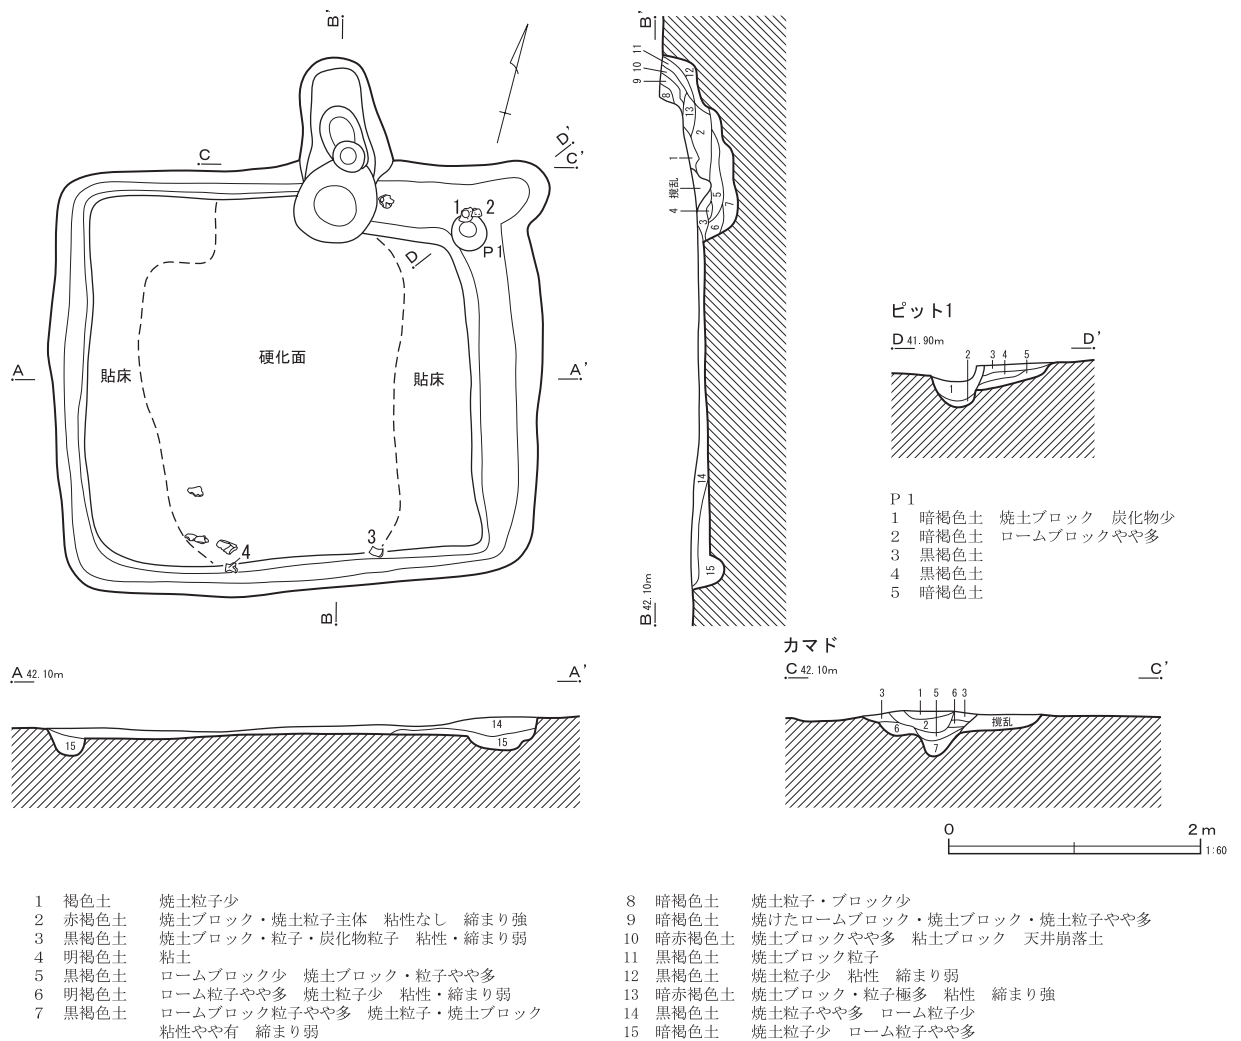 B'
C
D'
C'
1
2
P1
D
硬化面
貼床
貼床
A
A'
3
4
B
B'
11
10
9
8
12
13
2
1
撹乱
4
5
7
3
6
14
15
B 42.10m
ピット1
D 41.90m
D'
2
3
4
5
1
P 1
1 暗褐色土 焼土ブロック 炭化物少
2 暗褐色土 ロームブロックやや多
3 黒褐色土
4 黒褐色土
5 暗褐色土
A 42.10m
A'
14
15
15
カマド
C 42.10m
C'
3
1
5
6
3
2
6
7
撹乱
0
2 m
1:60
1 褐色土 焼土粒子少
2 赤褐色土 焼土ブロック・焼土粒子主体 粘性なし 締まり強
3 黒褐色土 焼土ブロック・粒子・炭化物粒子 粘性・締まり弱
4 明褐色土 粘土
5 黒褐色土 ロームブロック少 焼土ブロック・粒子やや多
6 明褐色土 ローム粒子やや多 焼土粒子少 粘性・締まり弱
7 黒褐色土 ロームブロック粒子やや多 焼土粒子・焼土ブロック
粘性やや有 締まり弱
8 暗褐色土 焼土粒子・ブロック少
9 暗褐色土 焼けたロームブロック・焼土ブロック・焼土粒子やや多
10 暗赤褐色土 焼土ブロックやや多 粘土ブロック 天井崩落土
11 黒褐色土 焼土ブロック粒子
12 黒褐色土 焼土粒子少 粘性 締まり弱
13 暗赤褐色土 焼土ブロック・粒子極多 粘性 締まり強
14 黒褐色土 焼土粒子やや多 ローム粒子少
15 暗褐色土 焼土粒子少 ローム粒子やや多